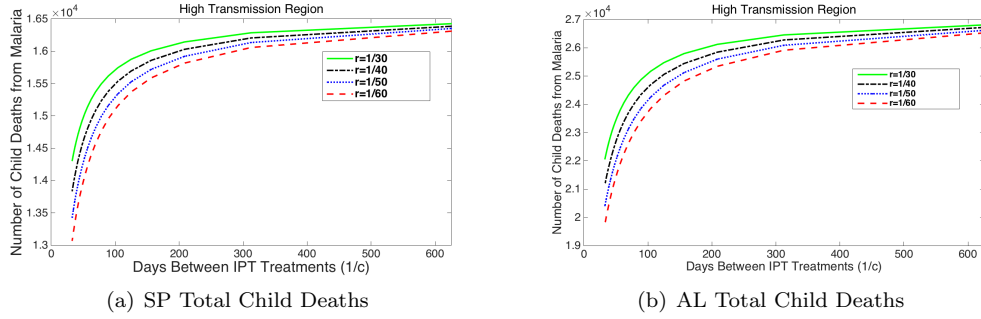 High Transmission Region
×10⁴
1.65
1.6
1.55
1.5
1.45
1.4
1.35
1.3
Number of Child Deaths from Malaria
r=1/30
r=1/40
r=1/50
r=1/60
0 100 200 300 400 500 600
Days Between IPT Treatments (1/c)
(a) SP Total Child Deaths
High Transmission Region
×10⁴
2.7
2.6
2.5
2.4
2.3
2.2
2.1
2
1.9
Number of Child Deaths from Malaria
r=1/30
r=1/40
r=1/50
r=1/60
0 100 200 300 400 500 600
Days Between IPT Treatments (1/c)
(b) AL Total Child Deaths